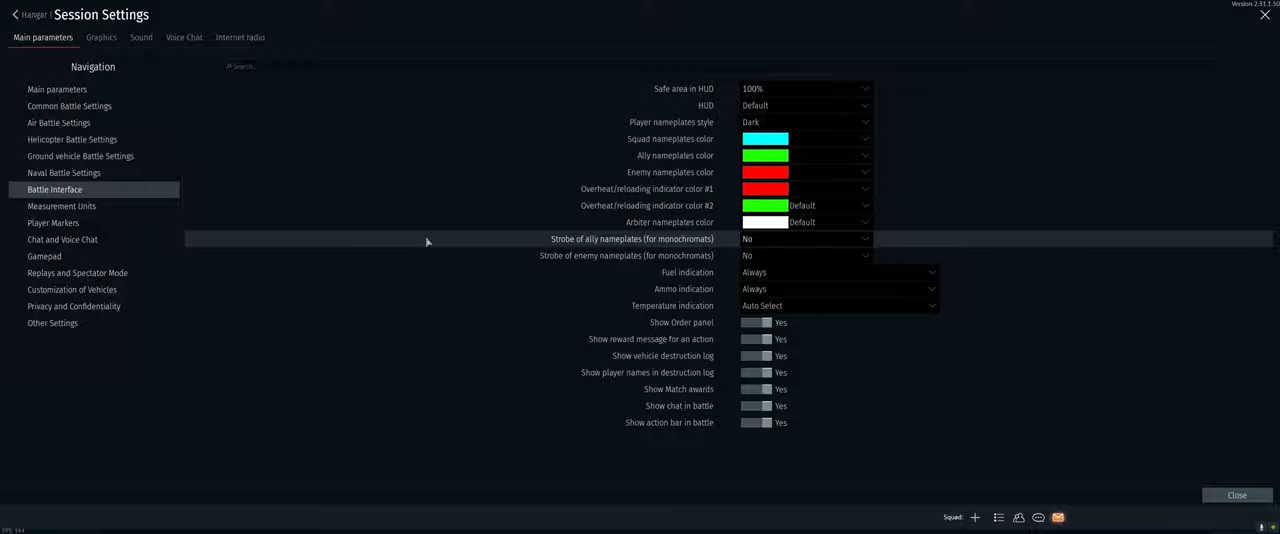 Version 2.31.1.50
Hangar | Session Settings
Main parameters Graphics Sound Voice Chat Internet radio
Navigation
Search...
Main parameters
Common Battle Settings
Air Battle Settings
Helicopter Battle Settings
Ground vehicle Battle Settings
Naval Battle Settings
Battle Interface
Measurement Units
Player Markers
Chat and Voice Chat
Gamepad
Replays and Spectator Mode
Customization of Vehicles
Privacy and Confidentiality
Other Settings
Safe area in HUD 100%
HUD Default
Player nameplates style Dark
Squad nameplates color
Ally nameplates color
Enemy nameplates color
Overheat/reloading indicator color #1
Overheat/reloading indicator color #2 Default
Arbiter nameplates color Default
Strobe of ally nameplates (for monochromats) No
Strobe of enemy nameplates (for monochromats) No
Fuel indication Always
Ammo indication Always
Temperature indication Auto Select
Show Order panel Yes
Show reward message for an action Yes
Show vehicle destruction log Yes
Show player names in destruction log Yes
Show Match awards Yes
Show chat in battle Yes
Show action bar in battle Yes
Close
Squad:
FPS: 144